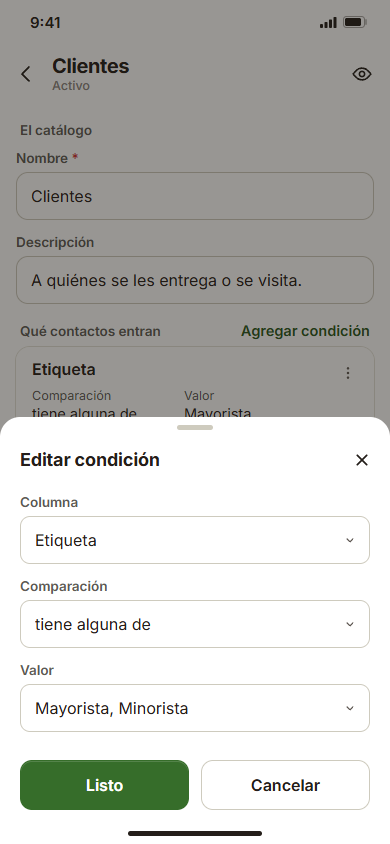 9:41
Clientes
Activo
El catálogo
Nombre *
Clientes
Descripción
A quiénes se les entrega o se visita.
Qué contactos entran
Agregar condición
Etiqueta
Comparación
Valor
tiene alguna de
Mayorista
Editar condición
Columna
Etiqueta
Comparación
tiene alguna de
Valor
Mayorista, Minorista
Listo
Cancelar